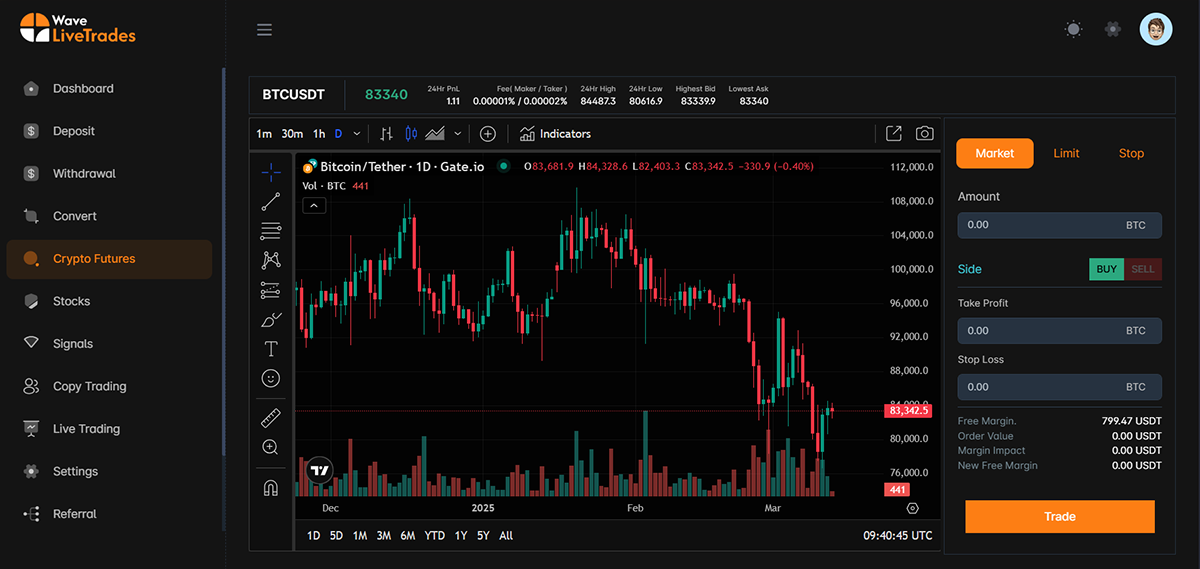 Wave
LiveTrades
Dashboard
Deposit
Withdrawal
Convert
Crypto Futures
Stocks
Signals
Copy Trading
Live Trading
Settings
Referral
BTCUSDT
83340
24Hr PnL
1.11
Fee( Maker / Taker )
0.00001% / 0.00002%
24Hr High
84487.3
24Hr Low
80616.9
Highest Bid
83339.9
Lowest Ask
83340
1m 30m 1h D
Indicators
Bitcoin/Tether · 1D · Gate.io O83,681.9 H84,328.6 L82,403.3 C83,342.5 −330.9 (−0.40%)
Vol · BTC 441
112,000.0
108,000.0
104,000.0
100,000.0
96,000.0
92,000.0
88,000.0
84,000.0
83,342.5
80,000.0
76,000.0
441
Dec 2025 Feb Mar
1D 5D 1M 3M 6M YTD 1Y 5Y All
09:40:45 UTC
Market Limit Stop
Amount
0.00 BTC
Side BUY SELL
Take Profit
0.00 BTC
Stop Loss
0.00 BTC
Free Margin. 799.47 USDT
Order Value 0.00 USDT
Margin Impact 0.00 USDT
New Free Margin 0.00 USDT
Trade